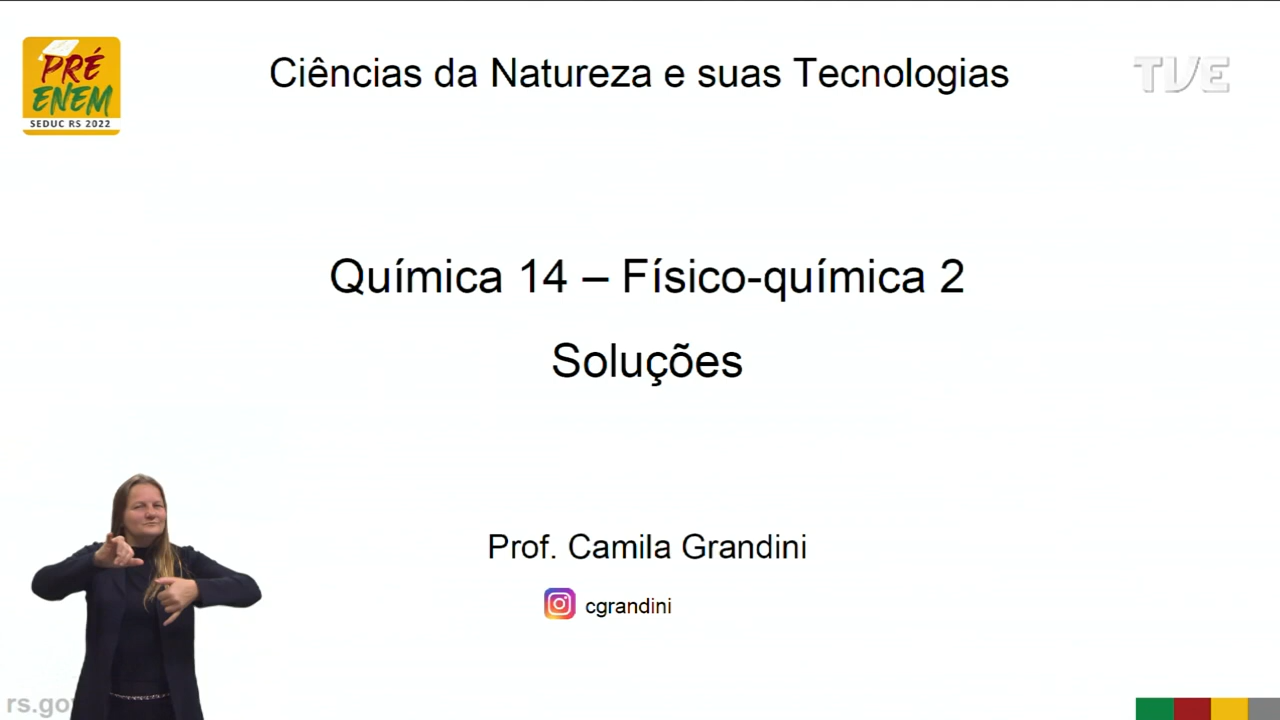 PRÉ
ENEM
SEDUC RS 2022
Ciências da Natureza e suas Tecnologias
TVE
Química 14 – Físico-química 2
Soluções
Prof. Camila Grandini
cgrandini
rs.go